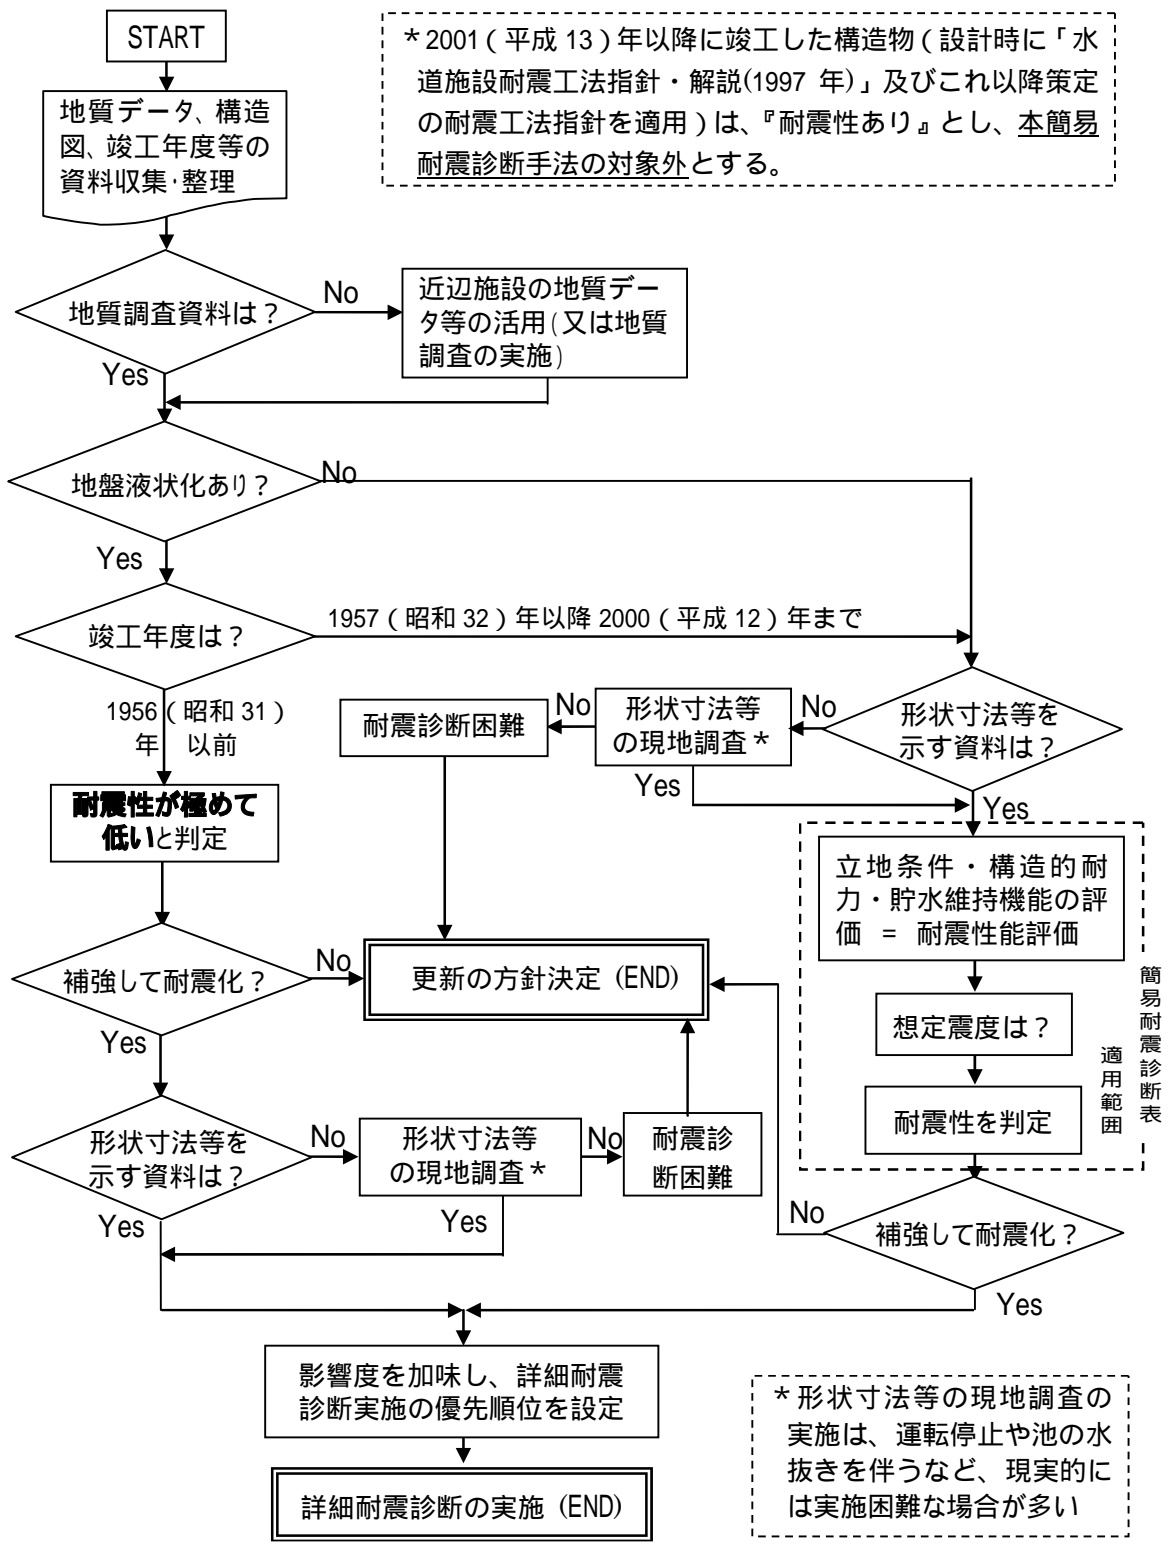 START
*2001(平成13)年以降に竣工した構造物(設計時に「水
道施設耐震工法指針・解説(1997 年)」及びこれ以降策定
の耐震工法指針を適用)は、『耐震性あり』とし、本簡易
耐震診断手法の対象外とする。
地質データ、構造
図、竣工年度等の
資料収集・整理
地質調査資料は?
No
近辺施設の地質デー
タ等の活用(又は地質
調査の実施)
Yes
地盤液状化あり?
No
Yes
竣工年度は?
1957(昭和32)年以降2000(平成12)年まで
1956(昭和31)
年 以前
耐震診断困難
No
形状寸法等
の現地調査*
No
形状寸法等を
示す資料は?
Yes
Yes
耐震性が極めて
低いと判定
立地条件・構造的耐
力・貯水維持機能の評
価 = 耐震性能評価
補強して耐震化?
No
更新の方針決定 (END)
想定震度は?
簡易耐震診断表
適用範囲
Yes
耐震性を判定
形状寸法等を
示す資料は?
No
形状寸法等
の現地調査*
No
耐震診
断困難
Yes
Yes
No
補強して耐震化?
Yes
影響度を加味し、詳細耐震
診断実施の優先順位を設定
*形状寸法等の現地調査の
実施は、運転停止や池の水
抜きを伴うなど、現実的に
は実施困難な場合が多い
詳細耐震診断の実施 (END)